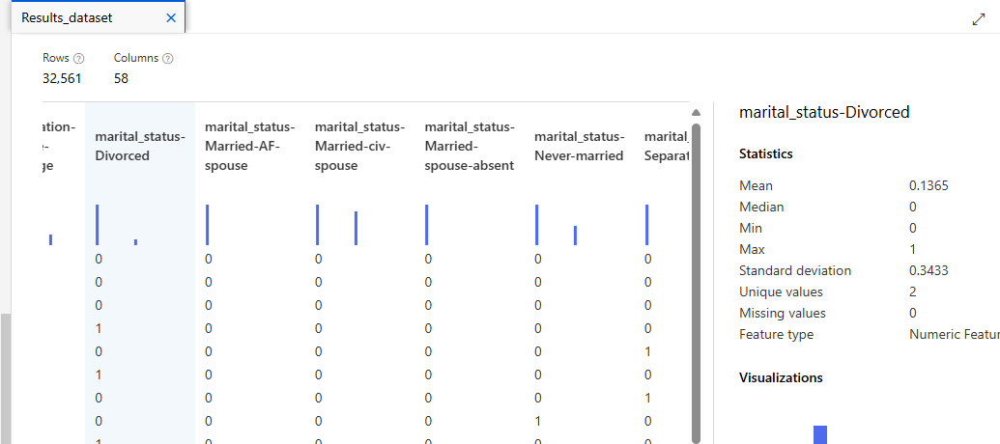 Results_dataset
Rows Columns
32,561 58
ation- marital_status- marital_status- marital_status- marital_status- marital_
- Divorced Married-AF- Married-civ- Married- Never-married Separat
ge spouse spouse spouse-absent
0 0 0 0 0 0
0 0 0 0 0 0
0 0 0 0 0 0
1 0 0 0 0 0
0 0 0 0 0 1
1 0 0 0 0 0
0 0 0 0 0 1
0 0 0 0 1 0
1 0 0 0 0 0
marital_status-Divorced
Statistics
Mean 0.1365
Median 0
Min 0
Max 1
Standard deviation 0.3433
Unique values 2
Missing values 0
Feature type Numeric Featur
Visualizations